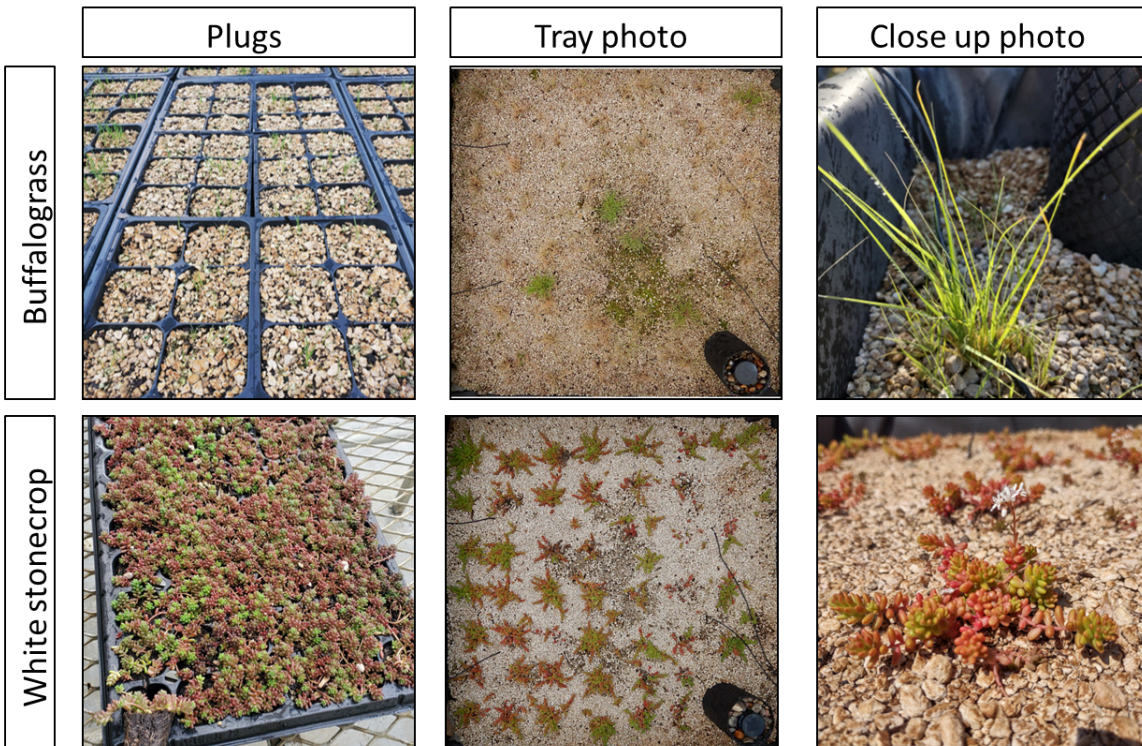 Plugs
Tray photo
Close up photo
Buffalograss
White stonecrop